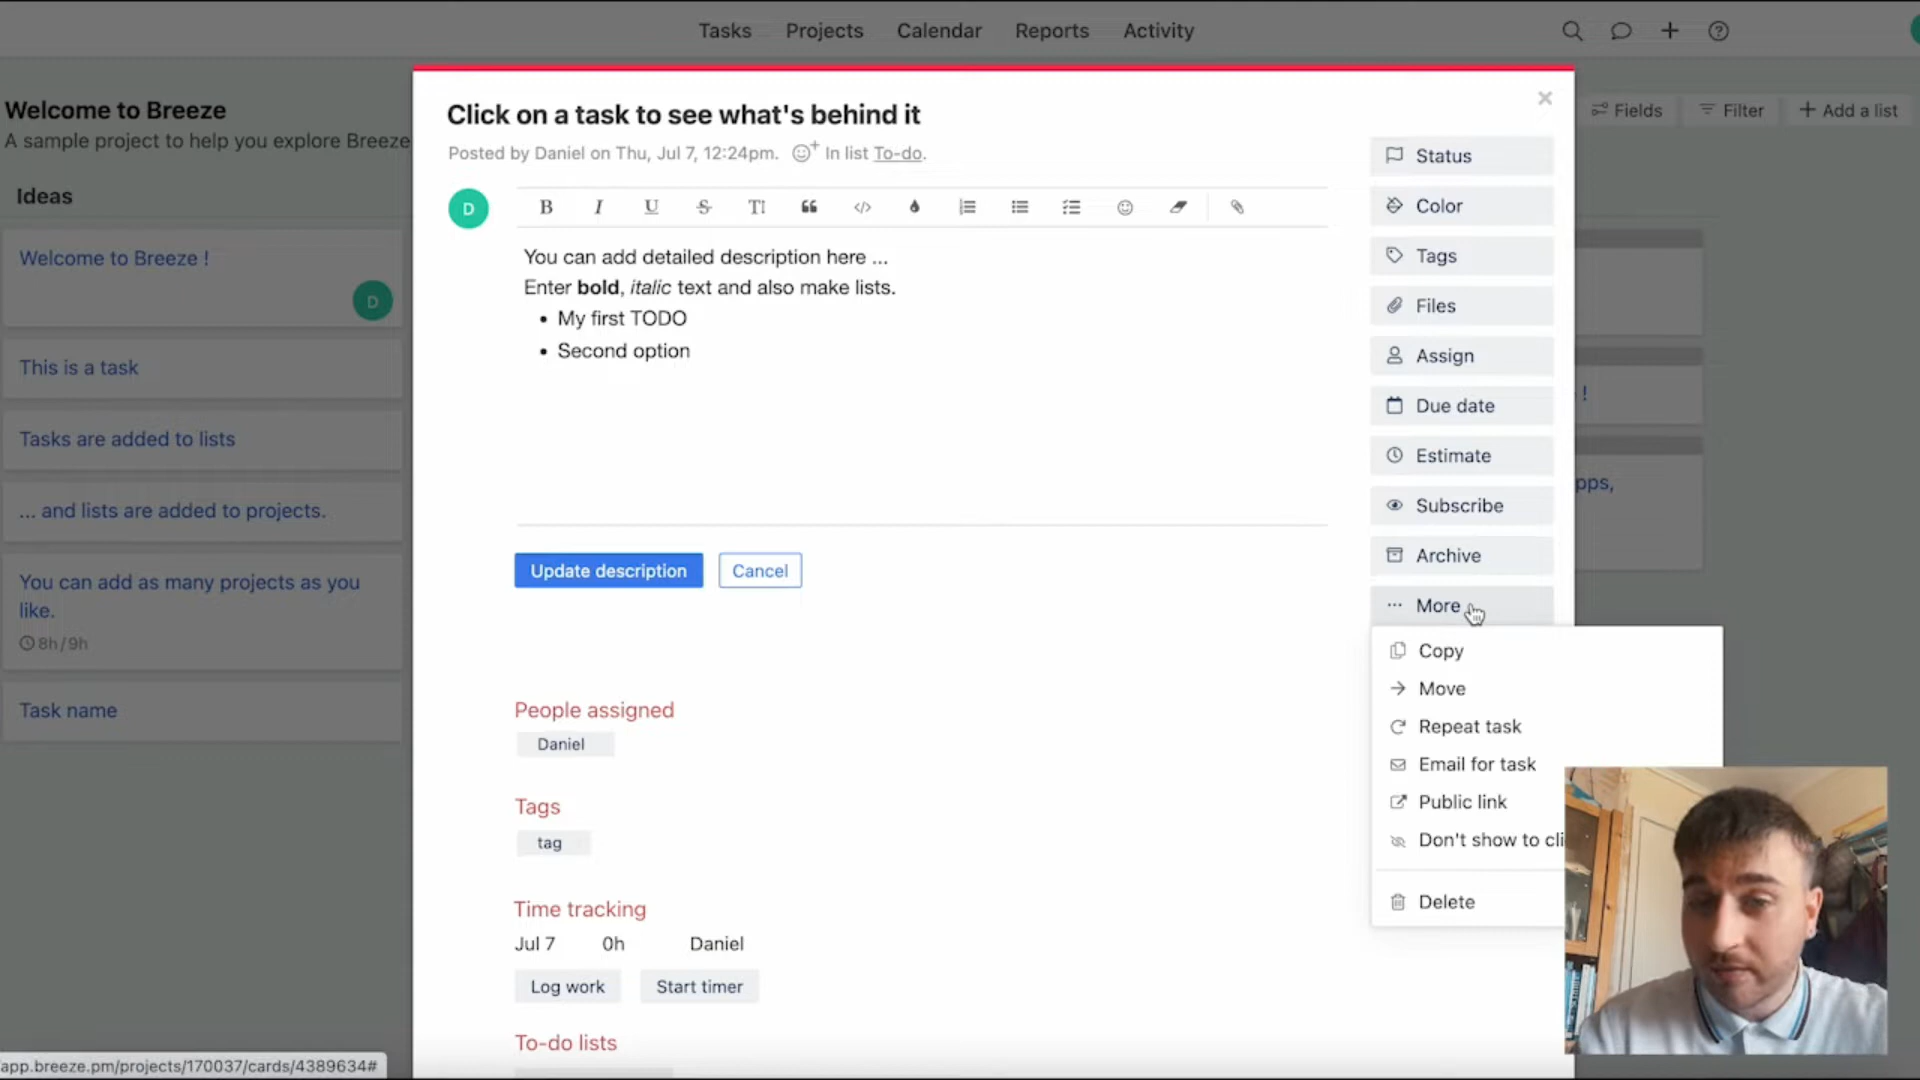 Tasks
Projects
Calendar
Reports
Activity
Welcome to Breeze
A sample project to help you explore Breeze
Fields
Filter
Add a list
Ideas
Welcome to Breeze !
D
This is a task
Tasks are added to lists
... and lists are added to projects.
You can add as many projects as you
like.
8h/9h
Task name
Click on a task to see what's behind it
Posted by Daniel on Thu, Jul 7, 12:24pm. In list To-do.
D
B I U S T
You can add detailed description here ...
Enter bold, italic text and also make lists.
• My first TODO
• Second option
Update description
Cancel
People assigned
Daniel
Tags
tag
Time tracking
Jul 7 0h Daniel
Log work
Start timer
To-do lists
Status
Color
Tags
Files
Assign
Due date
Estimate
Subscribe
Archive
More
Copy
Move
Repeat task
Email for task
Public link
Don't show to cli
Delete
!
pps,
app.breeze.pm/projects/170037/cards/4389634#